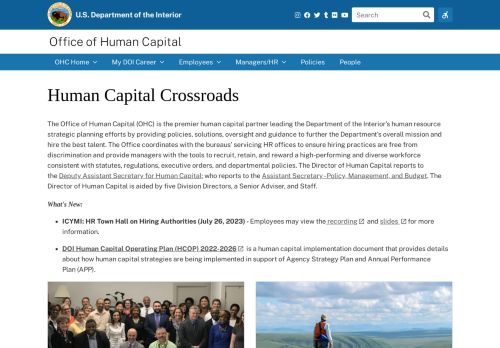 U.S. Department of the Interior
Search
Office of Human Capital
OHC Home
My DOI Career
Employees
Managers/HR
Policies
People
Human Capital Crossroads
The Office of Human Capital (OHC) is the premier human capital partner leading the Department of the Interior's human resource
strategic planning efforts by providing policies, solutions, oversight and guidance to further the Department's overall mission and
hire the best talent. The Office coordinates with the bureaus' servicing HR offices to ensure hiring practices are free from
discrimination and provide managers with the tools to recruit, retain, and reward a high-performing and diverse workforce
consistent with statutes, regulations, executive orders, and departmental policies. The Director of Human Capital reports to
the Deputy Assistant Secretary for Human Capital; who reports to the Assistant Secretary - Policy, Management, and Budget. The
Director of Human Capital is aided by five Division Directors, a Senior Adviser, and Staff.
What's New:
• ICYMI: HR Town Hall on Hiring Authorities (July 26, 2023) - Employees may view the recording and slides for more
information.
• DOI Human Capital Operating Plan (HCOP) 2022-2026 is a human capital implementation document that provides details
about how human capital strategies are being implemented in support of Agency Strategy Plan and Annual Performance
Plan (APP).